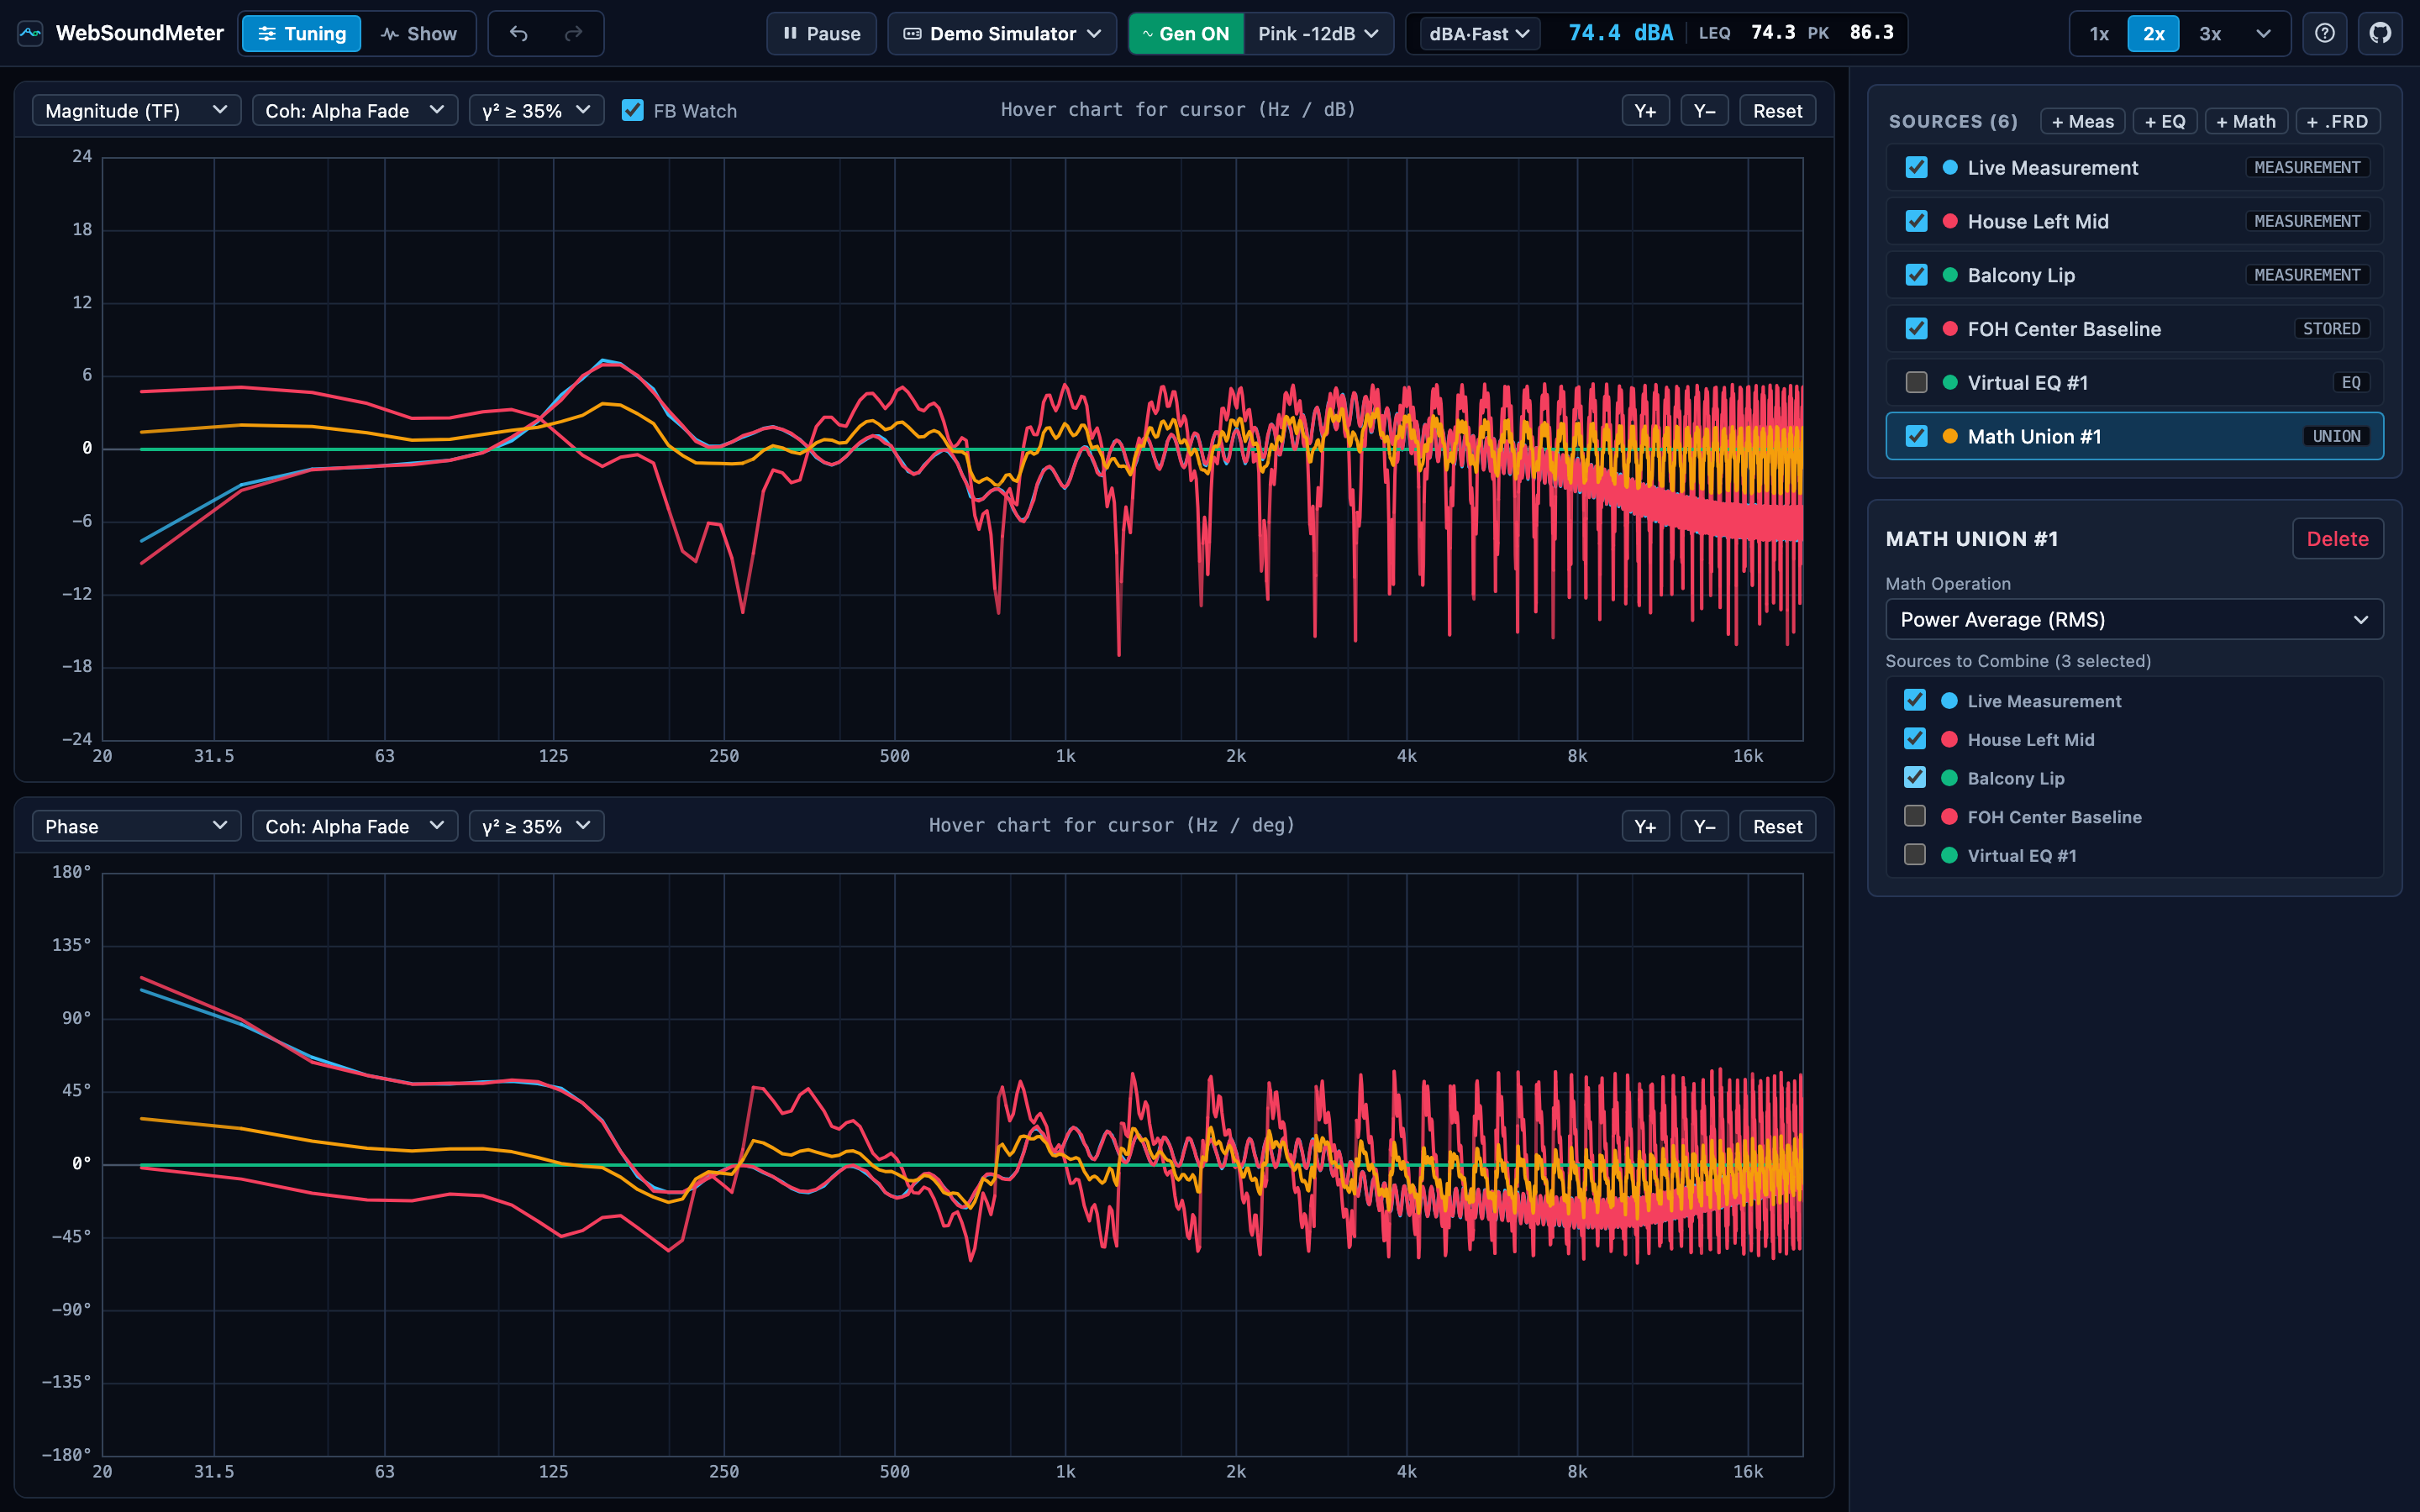 WebSoundMeter Tuning Show Pause Demo Simulator ~ Gen ON Pink -12dB dBA·Fast 74.4 dBA LEQ 74.3 PK 86.3 1x 2x 3x
Magnitude (TF) Coh: Alpha Fade γ² ≥ 35% FB Watch Hover chart for cursor (Hz / dB) Y+ Y− Reset
24
18
12
6
0
−6
−12
−18
−24
20 31.5 63 125 250 500 1k 2k 4k 8k 16k
Phase Coh: Alpha Fade γ² ≥ 35% Hover chart for cursor (Hz / deg) Y+ Y− Reset
180°
135°
90°
45°
0°
−45°
−90°
−135°
−180°
20 31.5 63 125 250 500 1k 2k 4k 8k 16k
SOURCES (6) + Meas + EQ + Math + .FRD
Live Measurement MEASUREMENT
House Left Mid MEASUREMENT
Balcony Lip MEASUREMENT
FOH Center Baseline STORED
Virtual EQ #1 EQ
Math Union #1 UNION
MATH UNION #1 Delete
Math Operation
Power Average (RMS)
Sources to Combine (3 selected)
Live Measurement
House Left Mid
Balcony Lip
FOH Center Baseline
Virtual EQ #1